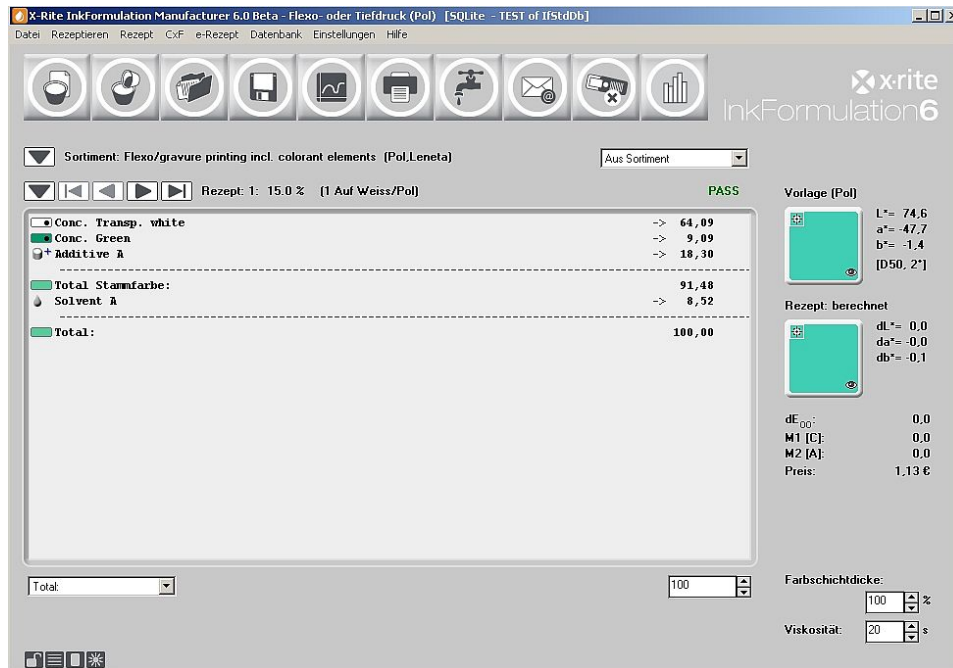 X-Rite InkFormulation Manufacturer 6.0 Beta - Flexo- oder Tiefdruck (Pol) [SQLite - TEST of IfStdDb]
Datei Rezeptieren Rezept CxF e-Rezept Datenbank Einstellungen Hilfe
x-rite
InkFormulation6
Sortiment: Flexo/gravure printing incl. colorant elements (Pol,Leneta) Aus Sortiment
Rezept: 1: 15.0 % (1 Auf Weiss/Pol) PASS
Conc. Transp. white -> 64,09
Conc. Green -> 9,09
Additive A -> 18,30
Total Stammfarbe: 91,48
Solvent A -> 8,52
Total: 100,00
Vorlage (Pol)
L*= 74,6
a*= -47,7
b*= -1,4
[D50, 2°]
Rezept: berechnet
dL*= 0,0
da*= -0,0
db*= -0,1
dE00: 0,0
M1 [C]: 0,0
M2 [A]: 0,0
Preis: 1,13 €
Total: 100
Farbschichtdicke:
100 %
Viskosität: 20 s